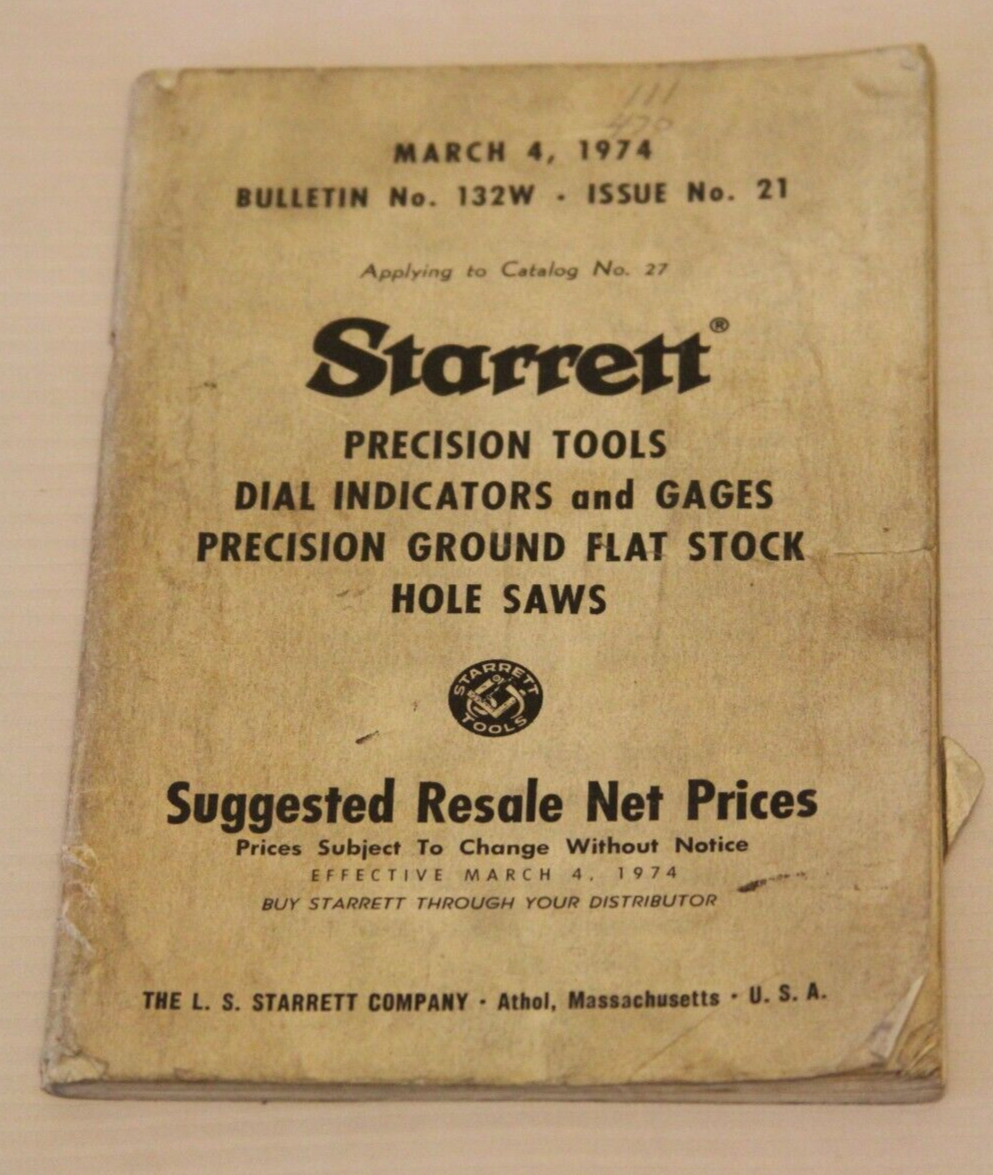 111
470
MARCH 4, 1974
BULLETIN No. 132W · ISSUE No. 21
Applying to Catalog No. 27
Starrett®
PRECISION TOOLS
DIAL INDICATORS and GAGES
PRECISION GROUND FLAT STOCK
HOLE SAWS
STARRETT
TOOLS
Suggested Resale Net Prices
Prices Subject To Change Without Notice
EFFECTIVE MARCH 4, 1974
BUY STARRETT THROUGH YOUR DISTRIBUTOR
THE L. S. STARRETT COMPANY · Athol, Massachusetts · U. S. A.